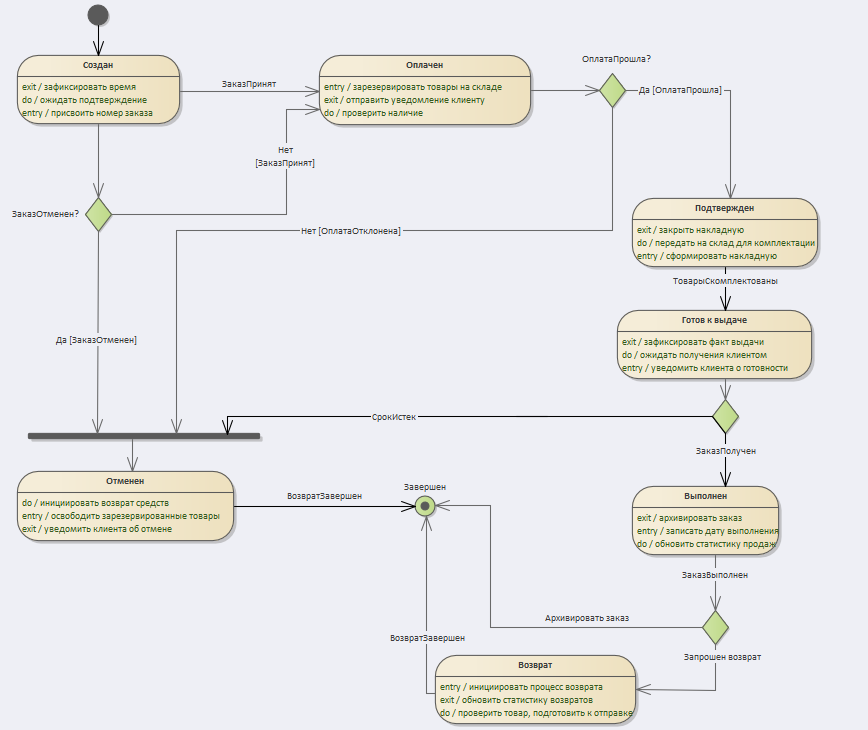 Создан
exit / зафиксировать время
do / ожидать подтверждение
entry / присвоить номер заказа
ЗаказПринят
Оплачен
entry / зарезервировать товары на складе
exit / отправить уведомление клиенту
do / проверить наличие
ОплатаПрошла?
Да [ОплатаПрошла]
Нет
[ЗаказПринят]
ЗаказОтменен?
Нет [ОплатаОтклонена]
Подтвержден
exit / закрыть накладную
do / передать на склад для комплектации
entry / сформировать накладную
ТоварыСкомплектованы
Готов к выдаче
exit / зафиксировать факт выдачи
do / ожидать получения клиентом
entry / уведомить клиента о готовности
Да [ЗаказОтменен]
СрокИстек
ЗаказПолучен
Отменен
do / инициировать возврат средств
entry / освободить зарезервированные товары
exit / уведомить клиента об отмене
ВозвратЗавершен
Завершен
Выполнен
exit / архивировать заказ
entry / записать дату выполнения
do / обновить статистику продаж
ЗаказВыполнен
Архивировать заказ
ВозвратЗавершен
Запрошен возврат
Возврат
entry / инициировать процесс возврата
exit / обновить статистику возвратов
do / проверить товар, подготовить к отправке